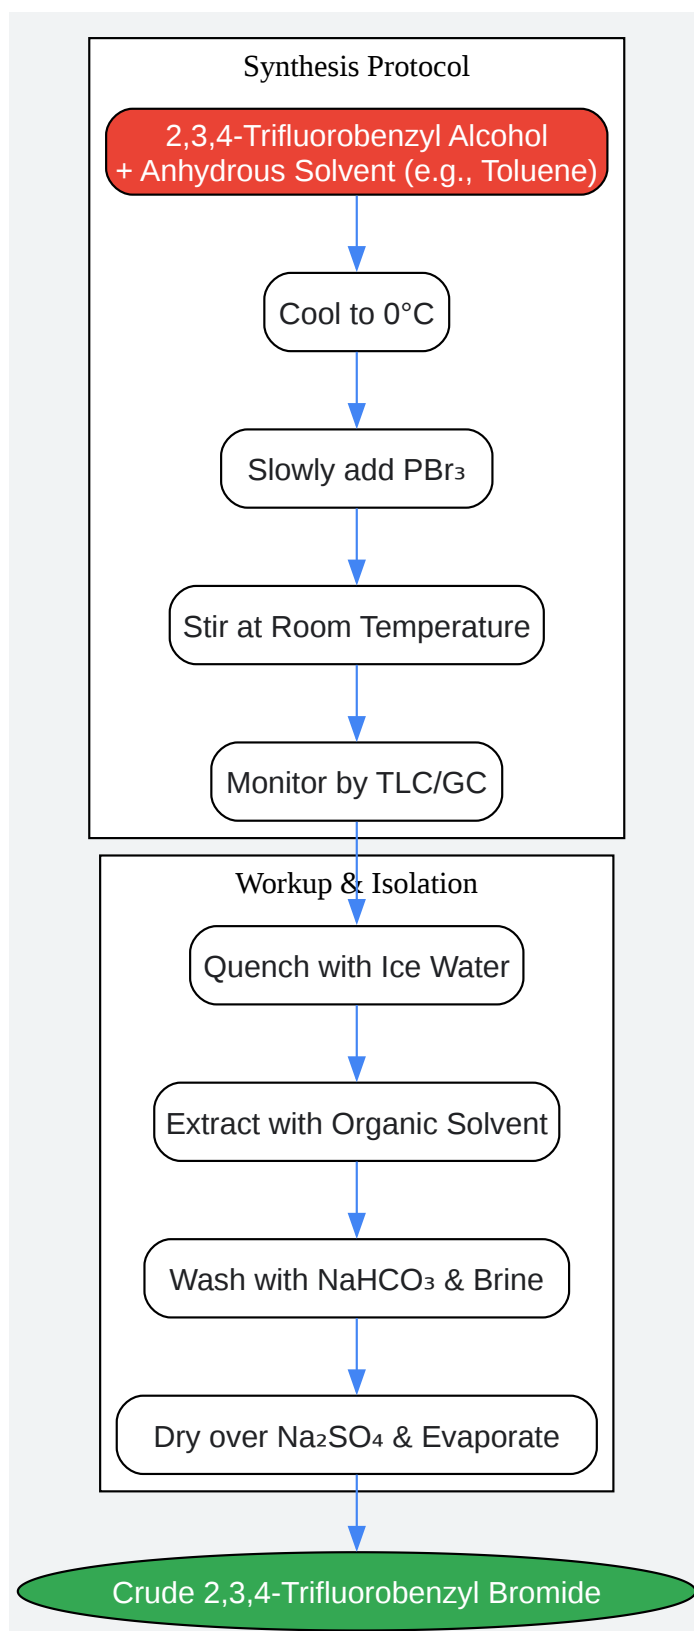 Synthesis Protocol
2,3,4-Trifluorobenzyl Alcohol
+ Anhydrous Solvent (e.g., Toluene)
Cool to 0°C
Slowly add PBr₃
Stir at Room Temperature
Monitor by TLC/GC
Workup & Isolation
Quench with Ice Water
Extract with Organic Solvent
Wash with NaHCO₃ & Brine
Dry over Na₂SO₄ & Evaporate
Crude 2,3,4-Trifluorobenzyl Bromide